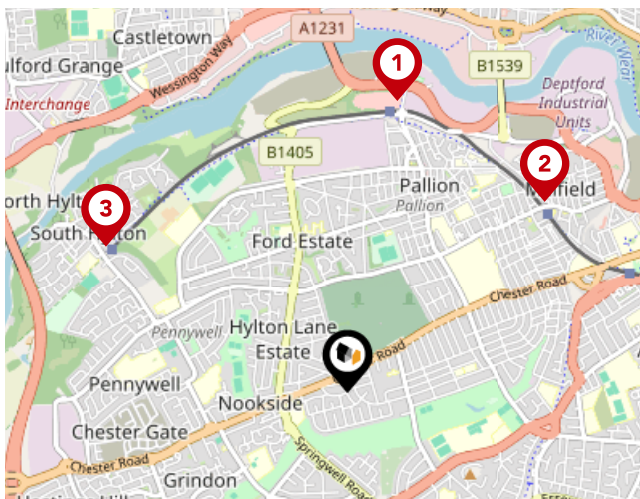 Castletown
A1231
ulford Grange
Wessington Way
River Wear
B1539
1
Interchange
Deptford
Industrial
Units
B1405
2
Pallion
Pallion
field
orth Hylt
3
South H
ton
Ford Estate
Chester Road
Pennywell
Hylton Lane
Estate
Road
Pennywell
Nookside
Chester Gate
Springwell Road
Chester Road
Grindon